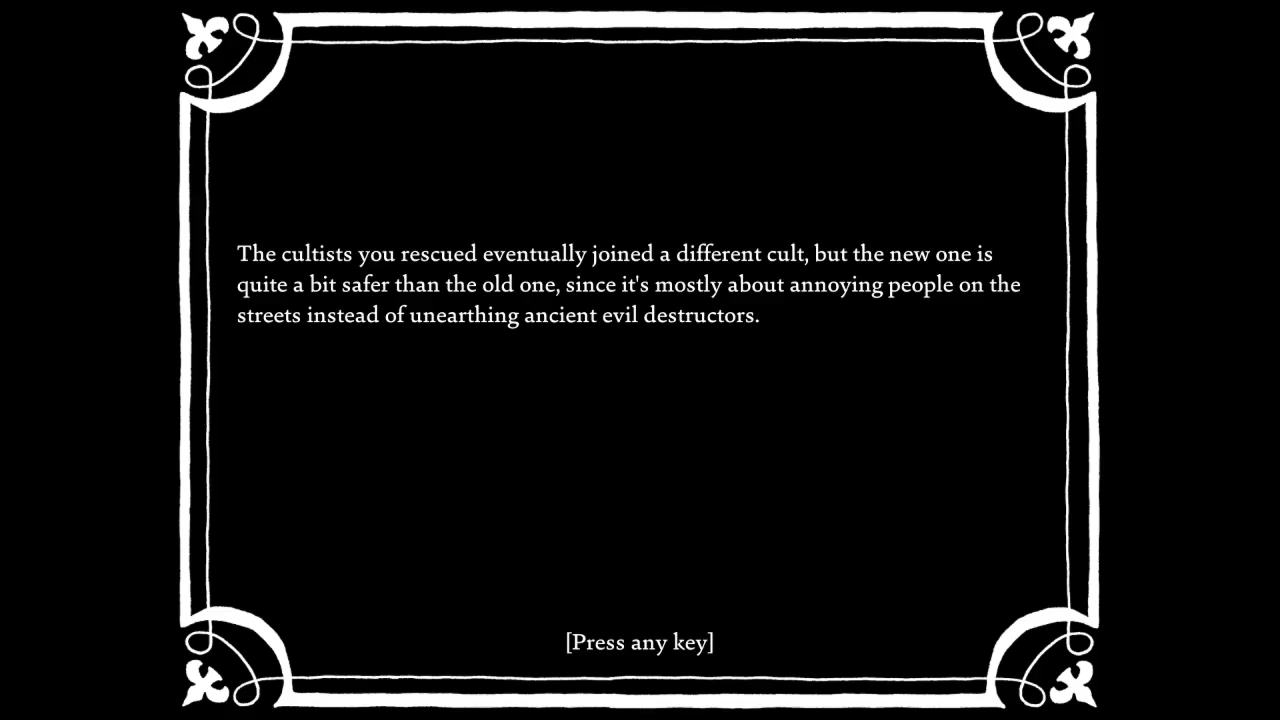 The cultists you rescued eventually joined a different cult, but the new one is
quite a bit safer than the old one, since it's mostly about annoying people on the
streets instead of unearthing ancient evil destructors.
[Press any key]